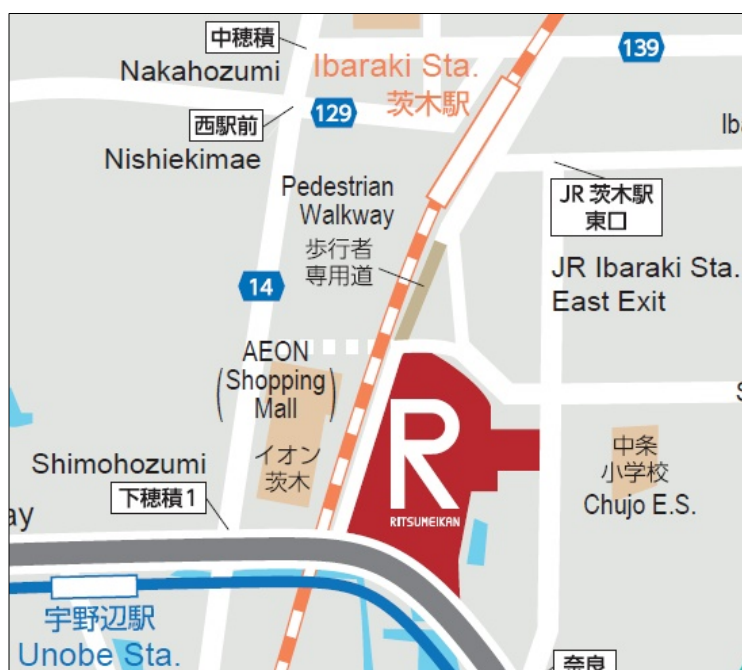 中穂積
Nakahozumi
Ibaraki Sta.
茨木駅
139
129
西駅前
Nishiekimae
Pedestrian
Walkway
歩行者
専用道
JR 茨木駅
東口
JR Ibaraki Sta.
East Exit
14
AEON
(Shopping
Mall)
イオン
茨木
R
RITSUMEIKAN
中条
小学校
Chujo E.S.
Shimohozumi
下穂積1
宇野辺駅
Unobe Sta.
奈良